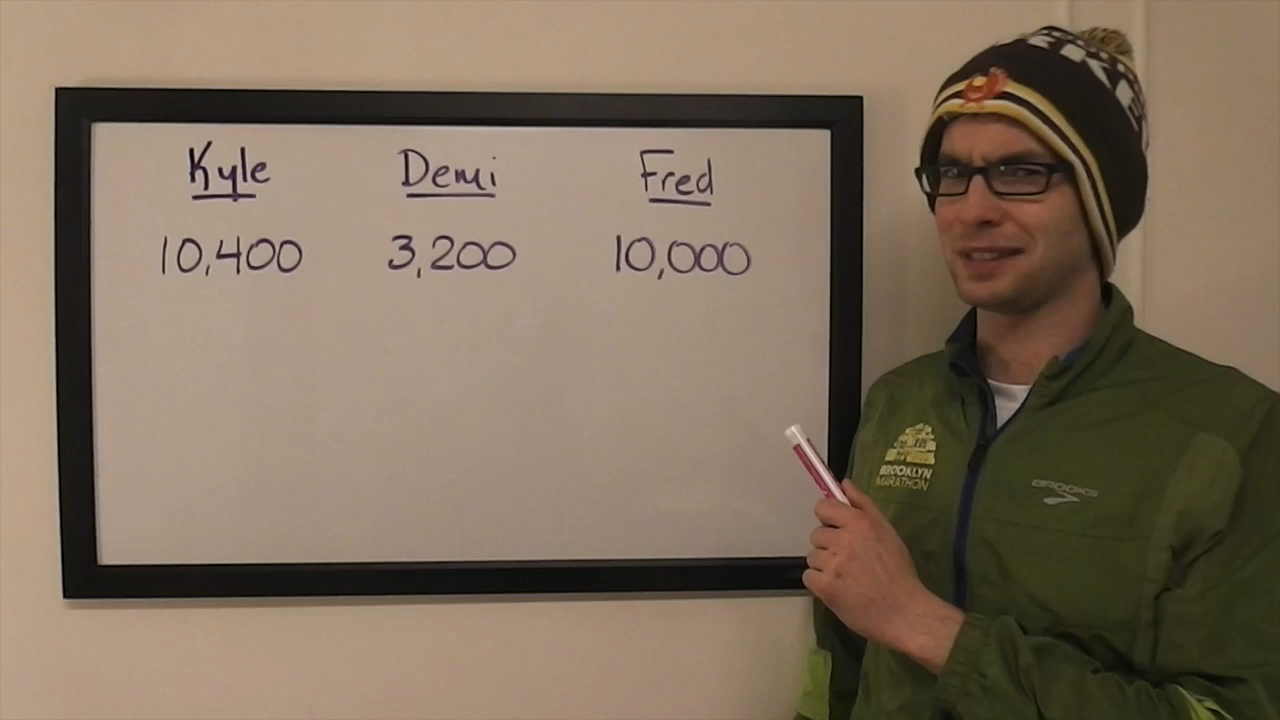 Kyle Demi Fred
10,400 3,200 10,000
BROOKLYN
MARATHON
BROOKS